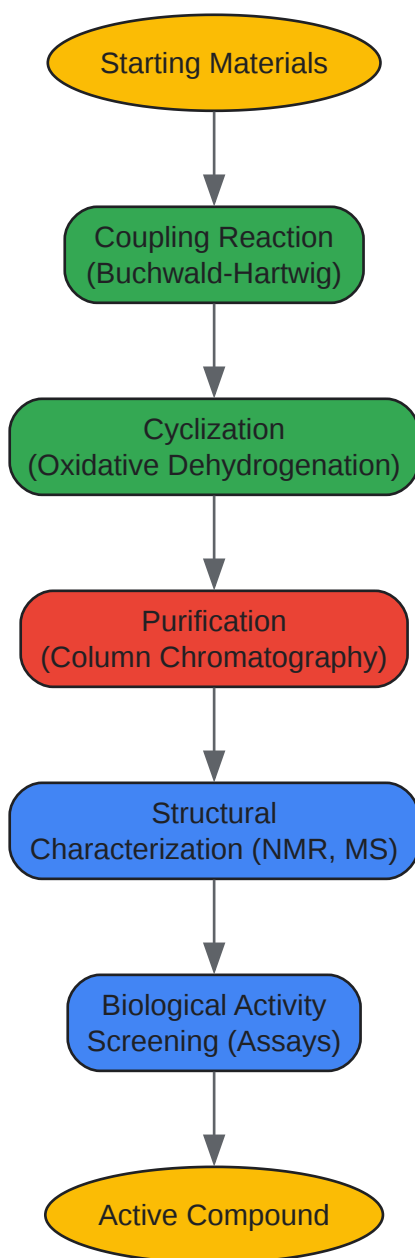 Starting Materials
Coupling Reaction
(Buchwald-Hartwig)
Cyclization
(Oxidative Dehydrogenation)
Purification
(Column Chromatography)
Structural
Characterization (NMR, MS)
Biological Activity
Screening (Assays)
Active Compound